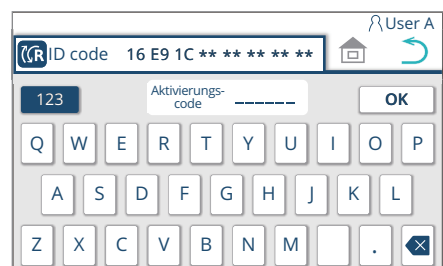 User A
R ID code 16 E9 1C ** ** ** ** **
123 Aktivierungs-
code ______ OK
Q W E R T Y U I O P
A S D F G H J K L
Z X C V B N M .